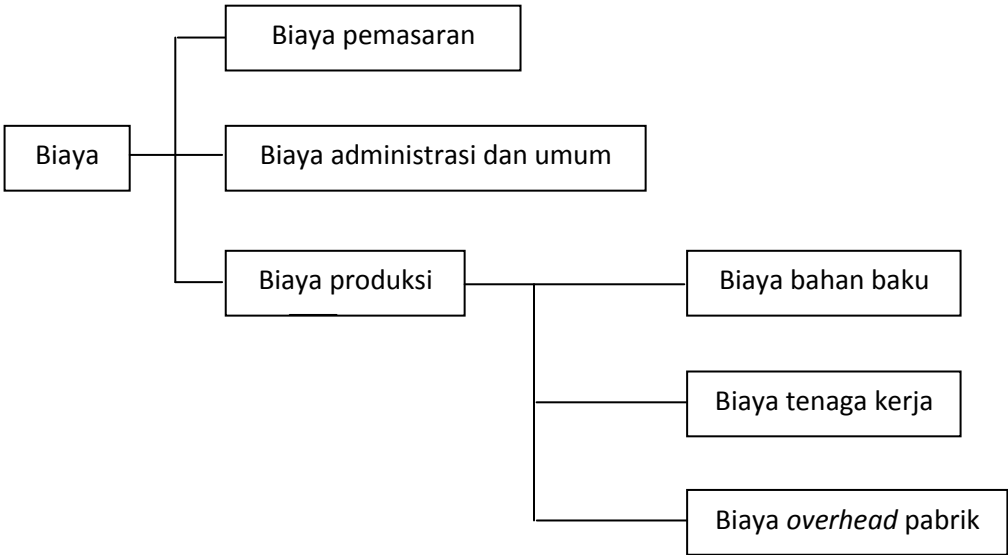 Biaya pemasaran
Biaya
Biaya administrasi dan umum
Biaya produksi
Biaya bahan baku
Biaya tenaga kerja
Biaya overhead pabrik